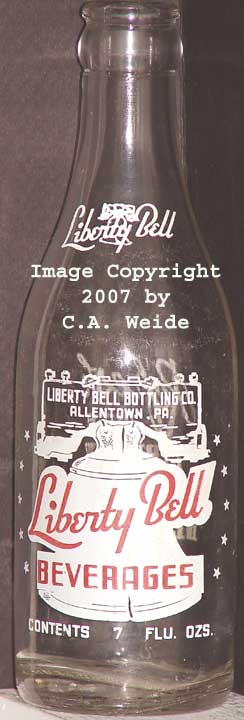 Liberty Bell
Image Copyright
2007 by
C.A. Weide
LIBERTY BELL BOTTLING CO.
ALLENTOWN, PA.
Liberty Bell
BEVERAGES
CONTENTS 7 FLU. OZS.